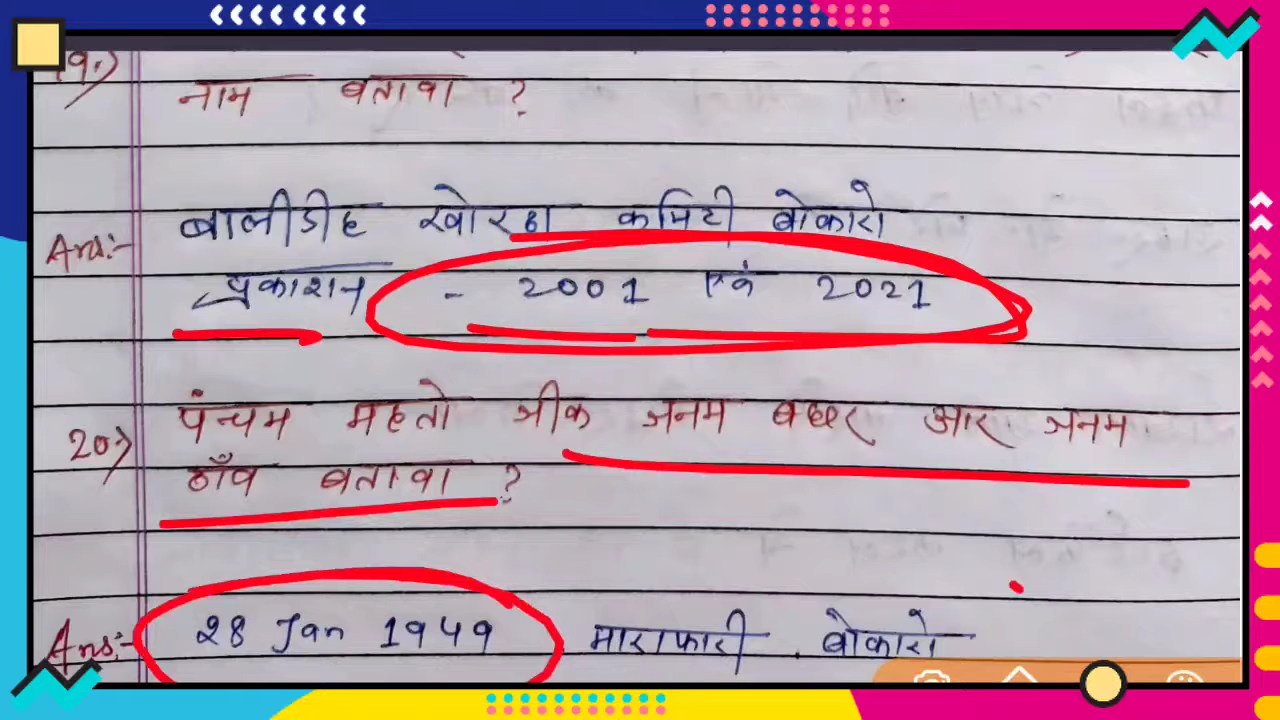 19.)
नाम बतावा ?
Ans:- बालीडीह खोरठा कमिटी बोकारो
प्रकाशन - 2001 एवं 2021
20.) पंचम महतो जीक जनम बछर आर जनम
ठाँव बतावा ?
Ans:- 28 Jan 1949 माराफारी, बोकारो